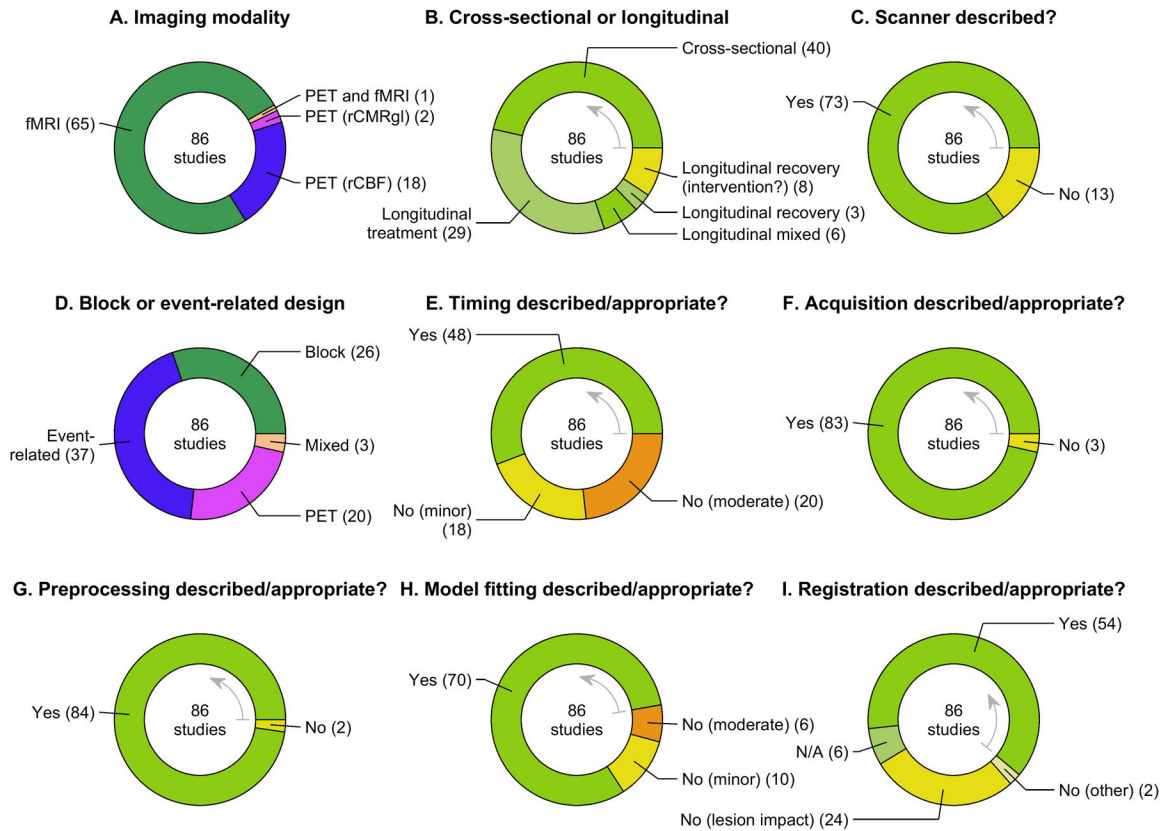 A. Imaging modality
fMRI (65)
PET and fMRI (1)
PET (rCMRgl) (2)
PET (rCBF) (18)
86
studies
B. Cross-sectional or longitudinal
Cross-sectional (40)
Longitudinal recovery
(intervention?) (8)
Longitudinal recovery (3)
Longitudinal mixed (6)
Longitudinal
treatment (29)
86
studies
C. Scanner described?
Yes (73)
No (13)
86
studies
D. Block or event-related design
Block (26)
Mixed (3)
PET (20)
Event-
related (37)
86
studies
E. Timing described/appropriate?
Yes (48)
No (moderate) (20)
No (minor)
(18)
86
studies
F. Acquisition described/appropriate?
Yes (83)
No (3)
86
studies
G. Preprocessing described/appropriate?
Yes (84)
No (2)
86
studies
H. Model fitting described/appropriate?
Yes (70)
No (moderate) (6)
No (minor) (10)
86
studies
I. Registration described/appropriate?
Yes (54)
N/A (6)
No (other) (2)
No (lesion impact) (24)
86
studies